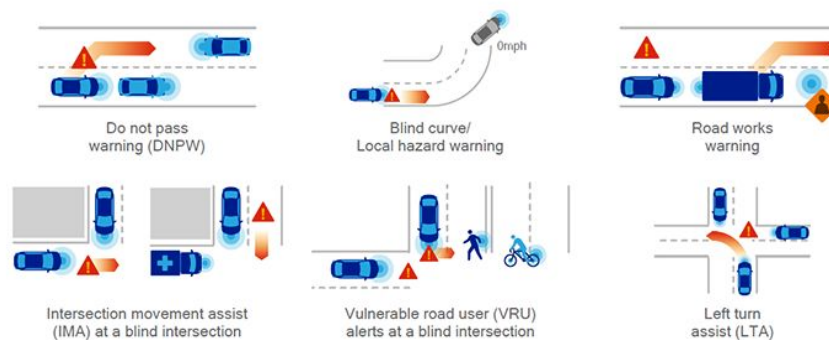 0mph
Do not pass
warning (DNPW)
Blind curve/
Local hazard warning
Road works
warning
Intersection movement assist
(IMA) at a blind intersection
Vulnerable road user (VRU)
alerts at a blind intersection
Left turn
assist (LTA)